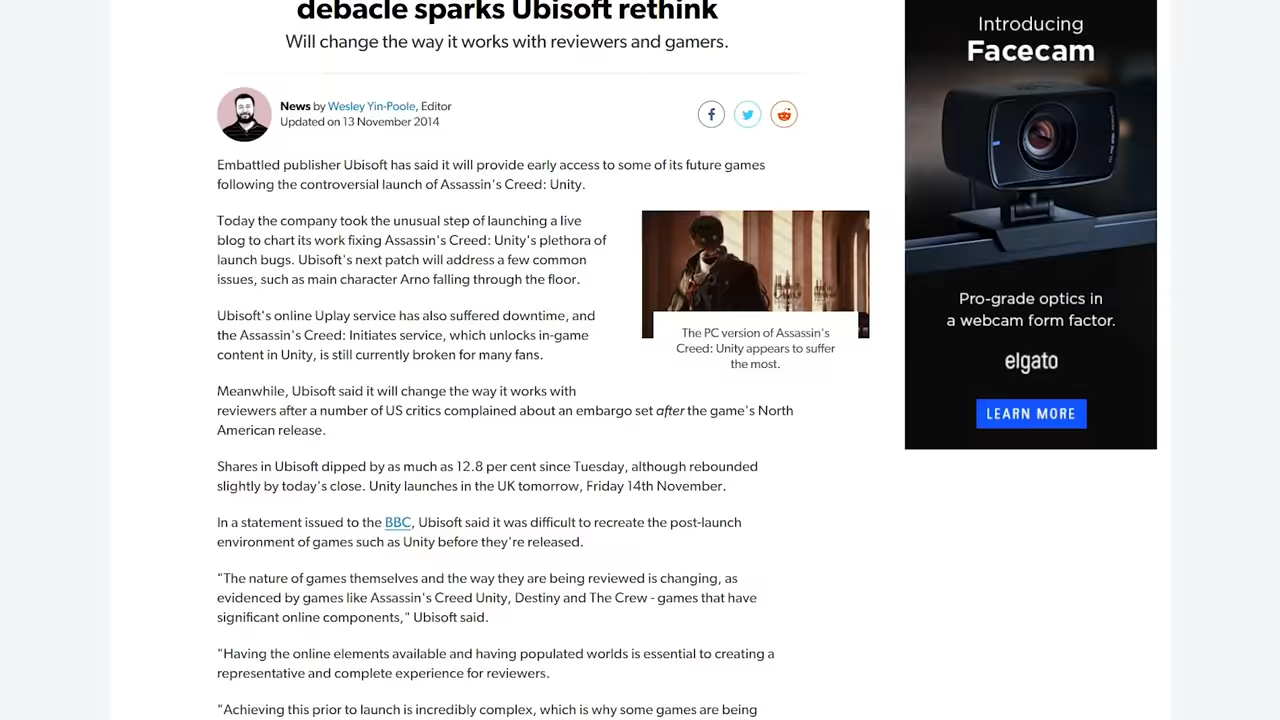 debacle sparks Ubisoft rethink
Will change the way it works with reviewers and gamers.
News by Wesley Yin-Poole, Editor
Updated on 13 November 2014
Embattled publisher Ubisoft has said it will provide early access to some of its future games
following the controversial launch of Assassin's Creed: Unity.
Today the company took the unusual step of launching a live
blog to chart its work fixing Assassin's Creed: Unity's plethora of
launch bugs. Ubisoft's next patch will address a few common
issues, such as main character Arno falling through the floor.
The PC version of Assassin's
Creed: Unity appears to suffer
the most.
Ubisoft's online Uplay service has also suffered downtime, and
the Assassin's Creed: Initiates service, which unlocks in-game
content in Unity, is still currently broken for many fans.
Meanwhile, Ubisoft said it will change the way it works with
reviewers after a number of US critics complained about an embargo set after the game's North
American release.
Shares in Ubisoft dipped by as much as 12.8 per cent since Tuesday, although rebounded
slightly by today's close. Unity launches in the UK tomorrow, Friday 14th November.
In a statement issued to the BBC, Ubisoft said it was difficult to recreate the post-launch
environment of games such as Unity before they're released.
"The nature of games themselves and the way they are being reviewed is changing, as
evidenced by games like Assassin's Creed Unity, Destiny and The Crew - games that have
significant online components," Ubisoft said.
"Having the online elements available and having populated worlds is essential to creating a
representative and complete experience for reviewers.
"Achieving this prior to launch is incredibly complex, which is why some games are being
Introducing
Facecam
Pro-grade optics in
a webcam form factor.
elgato
LEARN MORE